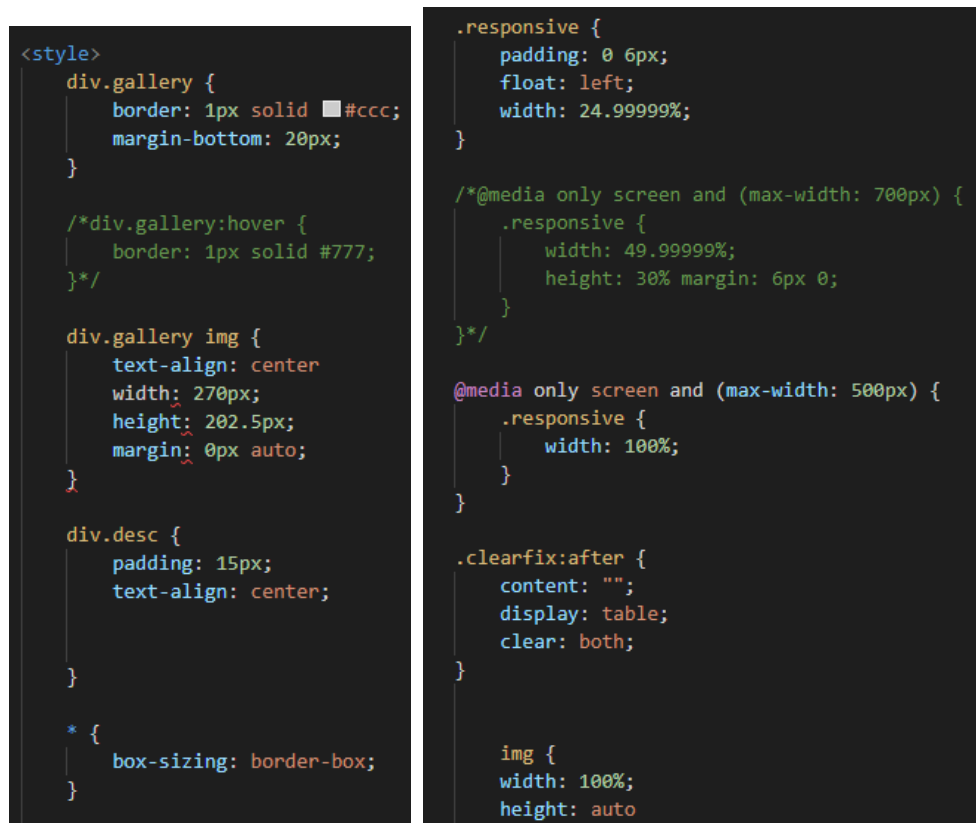 <style>
div.gallery {
border: 1px solid #ccc;
margin-bottom: 20px;
}
/*div.gallery:hover {
border: 1px solid #777;
}*/
div.gallery img {
text-align: center
width: 270px;
height: 202.5px;
margin: 0px auto;
}
div.desc {
padding: 15px;
text-align: center;
}
* {
box-sizing: border-box;
}
.responsive {
padding: 0 6px;
float: left;
width: 24.99999%;
}
/*@media only screen and (max-width: 700px) {
.responsive {
width: 49.99999%;
height: 30% margin: 6px 0;
}
}*/
@media only screen and (max-width: 500px) {
.responsive {
width: 100%;
}
}
.clearfix:after {
content: "";
display: table;
clear: both;
}
img {
width: 100%;
height: auto